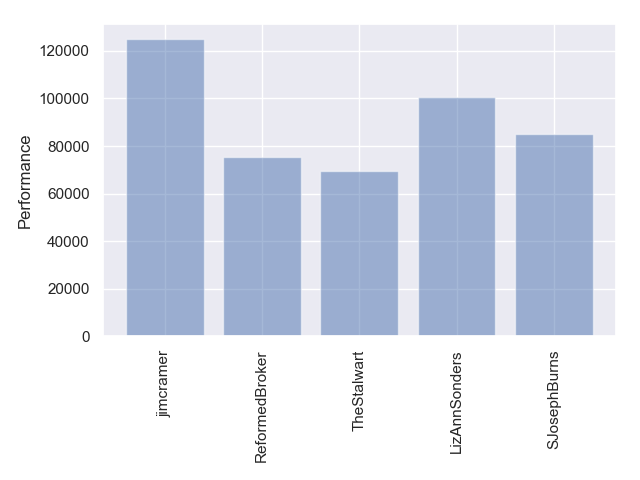 120000
100000
80000
60000
40000
20000
0
Performance
jimcramer
ReformedBroker
TheStalwart
LizAnnSonders
SJosephBurns